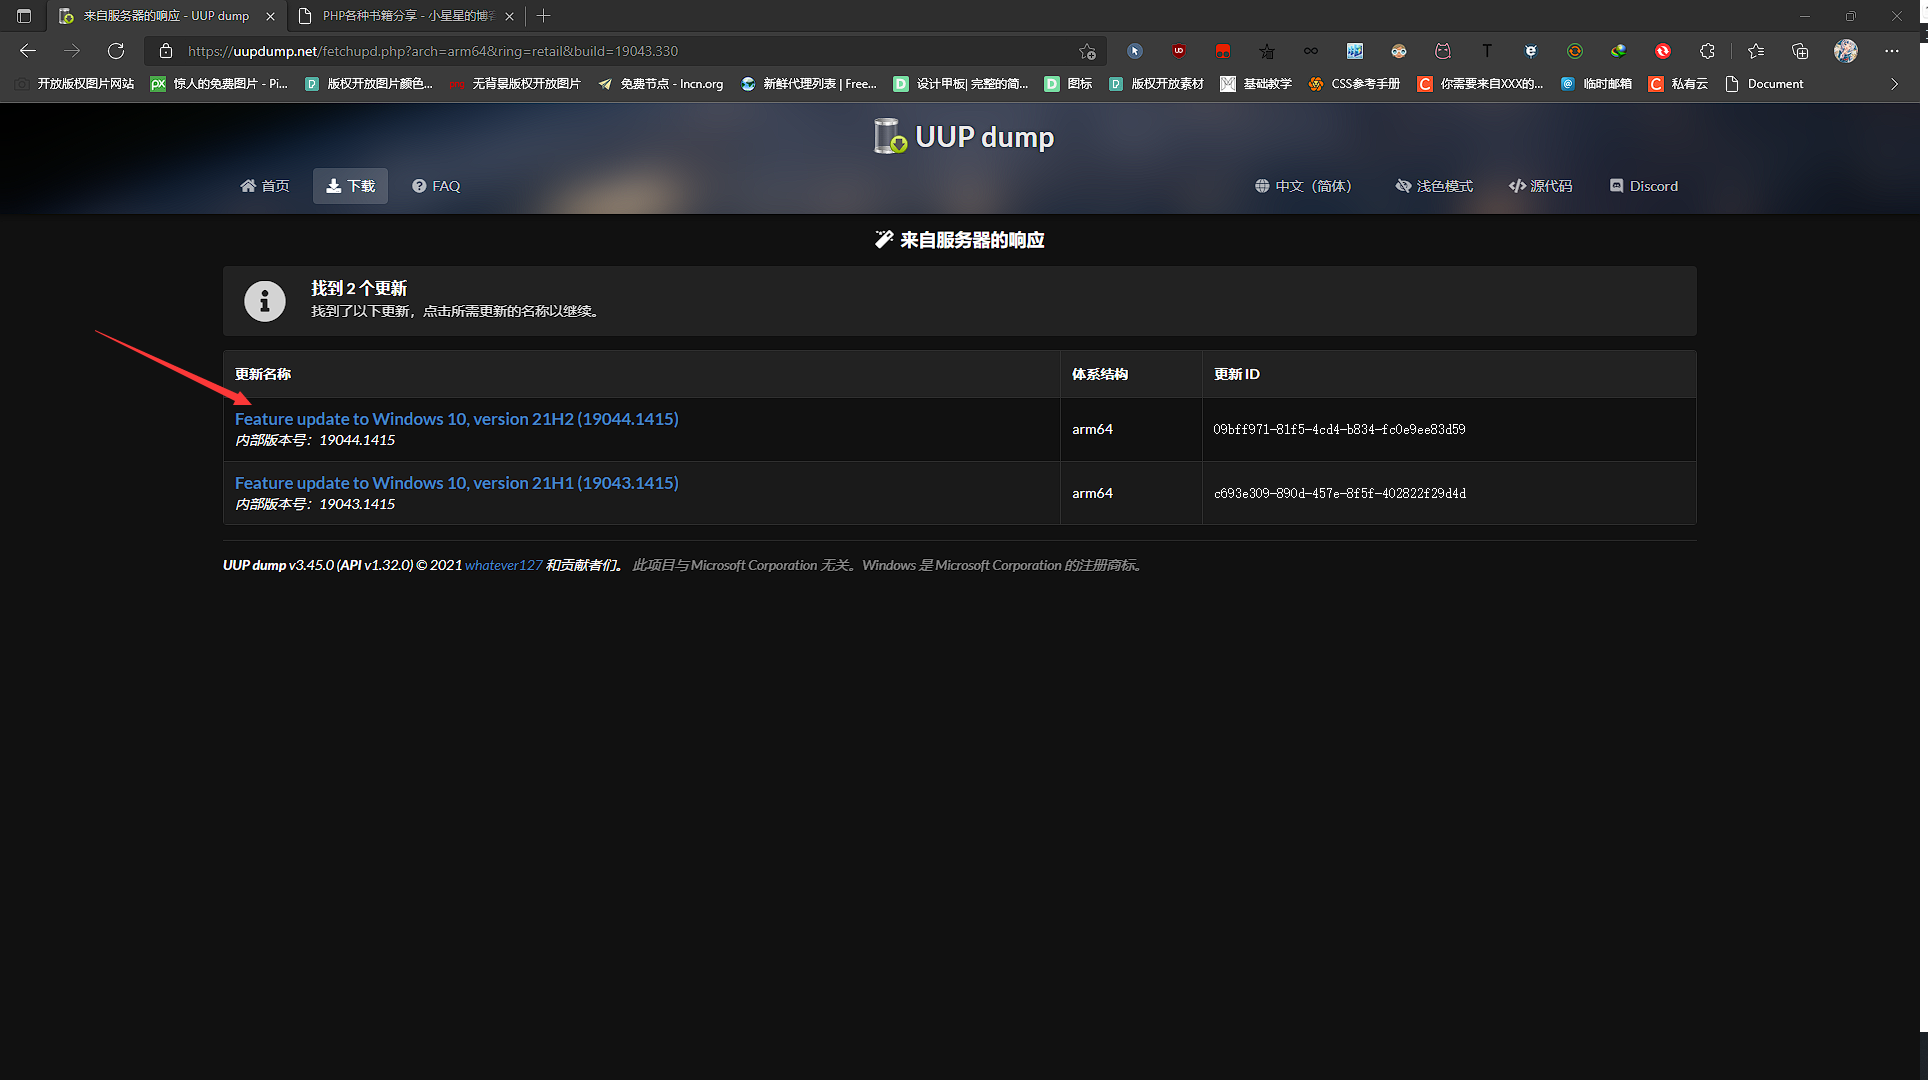 来自服务器的响应 - UUP dump
PHP各种书籍分享 - 小星星的博客
https://uupdump.net/fetchupd.php?arch=arm64&ring=retail&build=19043.330
开放版权图片网站
惊人的免费图片 - Pi...
版权开放图片颜色...
无背景版权开放图片
免费节点 - lncn.org
新鲜代理列表 | Free...
设计甲板| 完整的简...
图标
版权开放素材
基础教学
CSS参考手册
你需要来自XXX的...
临时邮箱
私有云
Document
UUP dump
首页
下载
FAQ
中文（简体）
浅色模式
源代码
Discord
来自服务器的响应
找到 2 个更新
找到了以下更新，点击所需更新的名称以继续。
更新名称 体系结构 更新 ID
Feature update to Windows 10, version 21H2 (19044.1415)
内部版本号：19044.1415
arm64
09bff971-81f5-4cd4-b834-fc0e9ee83d59
Feature update to Windows 10, version 21H1 (19043.1415)
内部版本号：19043.1415
arm64
c693e309-890d-457e-8f5f-402822f29d4d
UUP dump v3.45.0 (API v1.32.0) © 2021 whatever127 和贡献者们。 此项目与 Microsoft Corporation 无关。Windows 是 Microsoft Corporation 的注册商标。